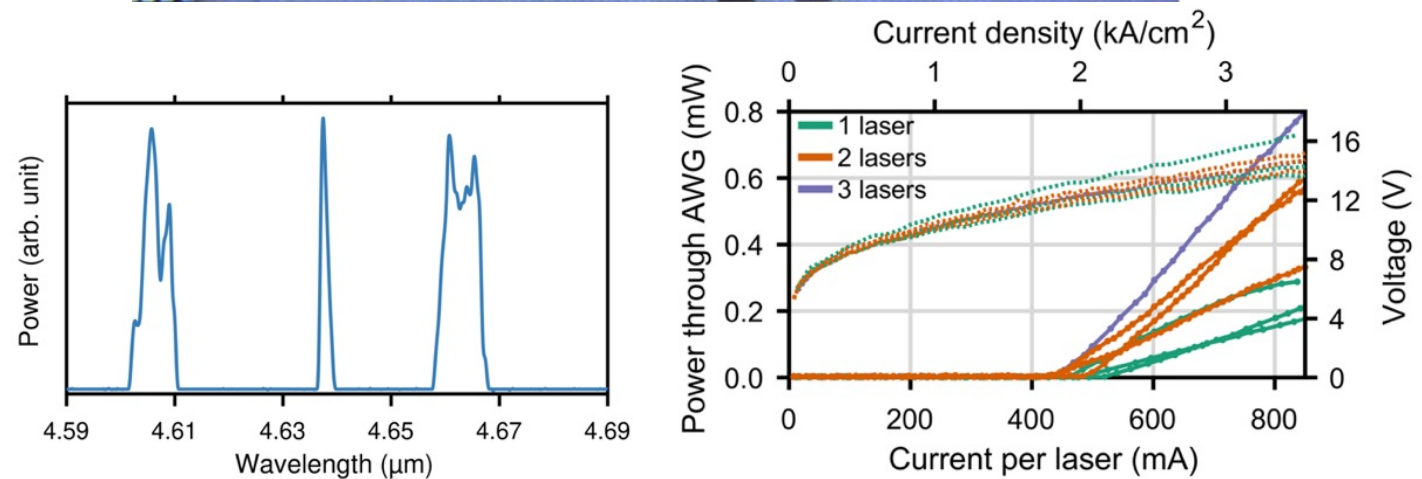 Power (arb. unit)
4.59 4.61 4.63 4.65 4.67 4.69
Wavelength (μm)
Current density (kA/cm²)
0 1 2 3
Power through AWG (mW)
0.8
0.6
0.4
0.2
0.0
1 laser
2 lasers
3 lasers
16
12
8
4
0
Voltage (V)
0 200 400 600 800
Current per laser (mA)